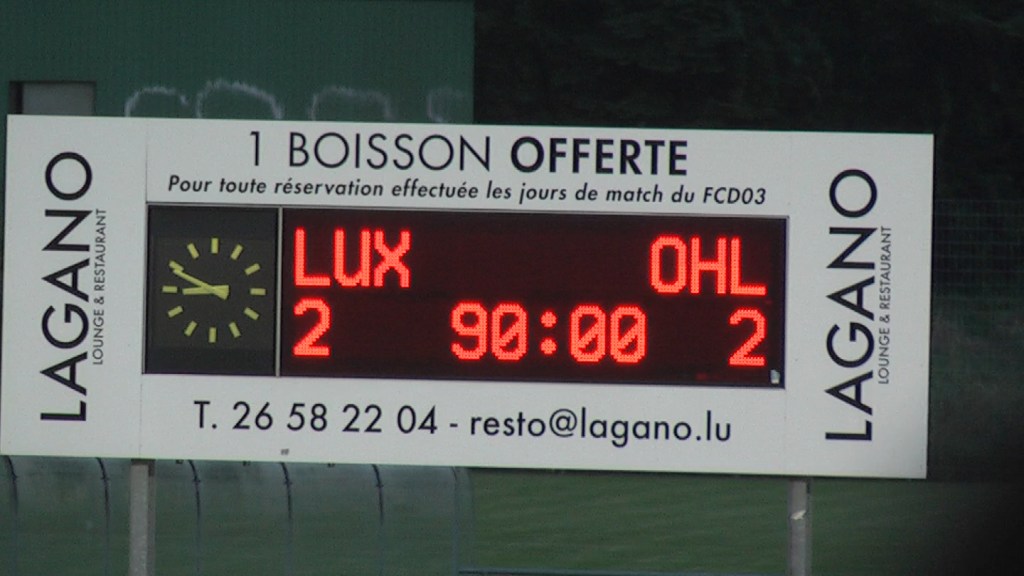 1 BOISSON OFFERTE
Pour toute réservation effectuée les jours de match du FCD03
LAGANO
LOUNGE & RESTAURANT
LUX OHL
2 90:00 2
LAGANO
LOUNGE & RESTAURANT
T. 26 58 22 04 - resto@lagano.lu